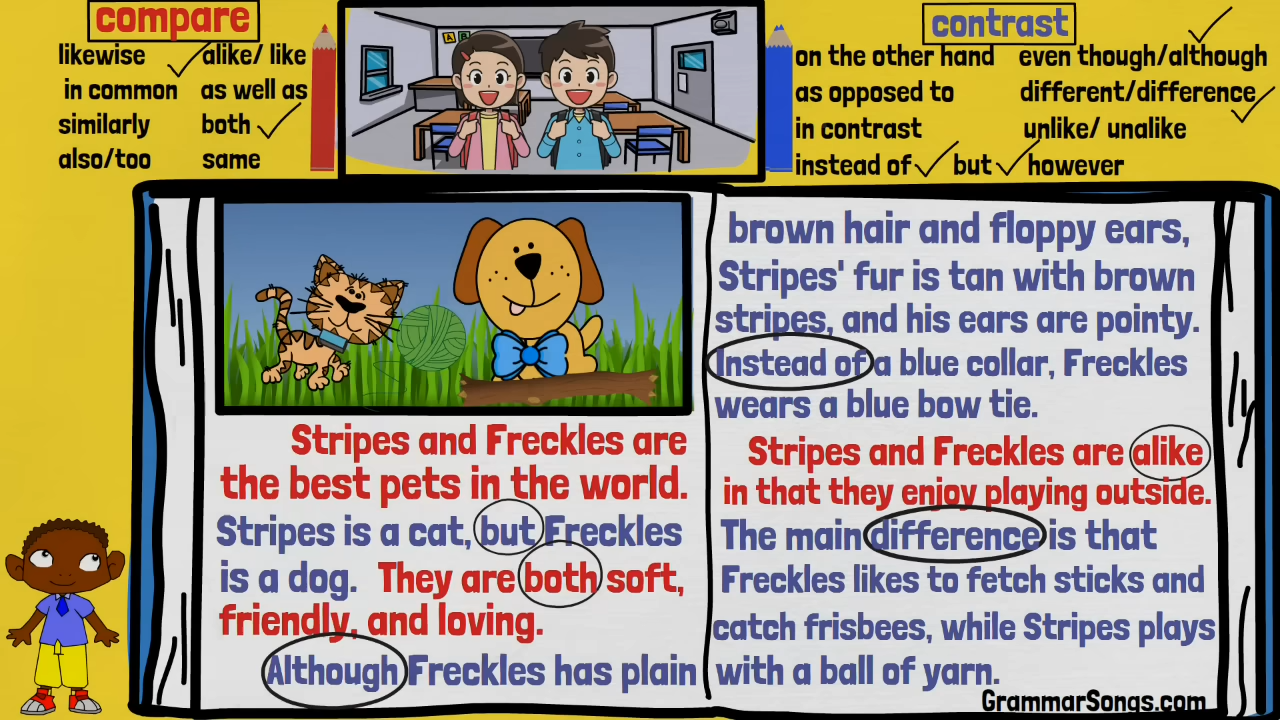 compare
likewise alike/ like
in common as well as
similarly both
also/too same
A B
contrast
on the other hand even though/although
as opposed to different/difference
in contrast unlike/ unalike
instead of but however
Stripes and Freckles are
the best pets in the world.
Stripes is a cat, but Freckles
is a dog. They are both soft,
friendly, and loving.
Although Freckles has plain
brown hair and floppy ears,
Stripes' fur is tan with brown
stripes, and his ears are pointy.
Instead of a blue collar, Freckles
wears a blue bow tie.
Stripes and Freckles are alike
in that they enjoy playing outside.
The main difference is that
Freckles likes to fetch sticks and
catch frisbees, while Stripes plays
with a ball of yarn.
GrammarSongs.com